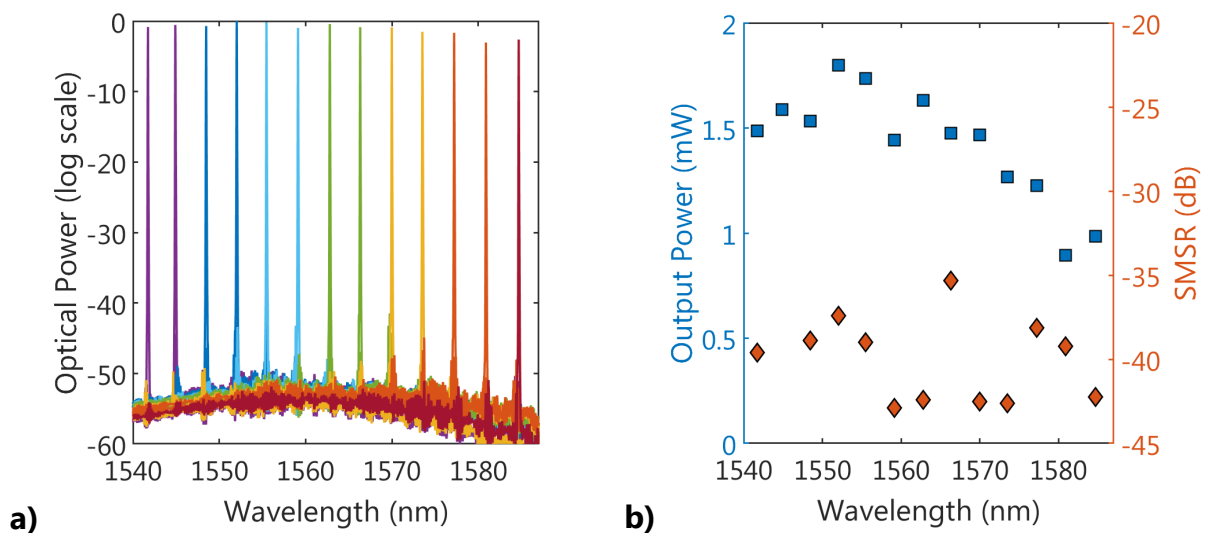 0
-10
-20
-30
-40
-50
-60
Optical Power (log scale)
1540 1550 1560 1570 1580
Wavelength (nm)
a)
2
1.5
1
0.5
0
Output Power (mW)
-20
-25
-30
-35
-40
-45
SMSR (dB)
1540 1550 1560 1570 1580
Wavelength (nm)
b)